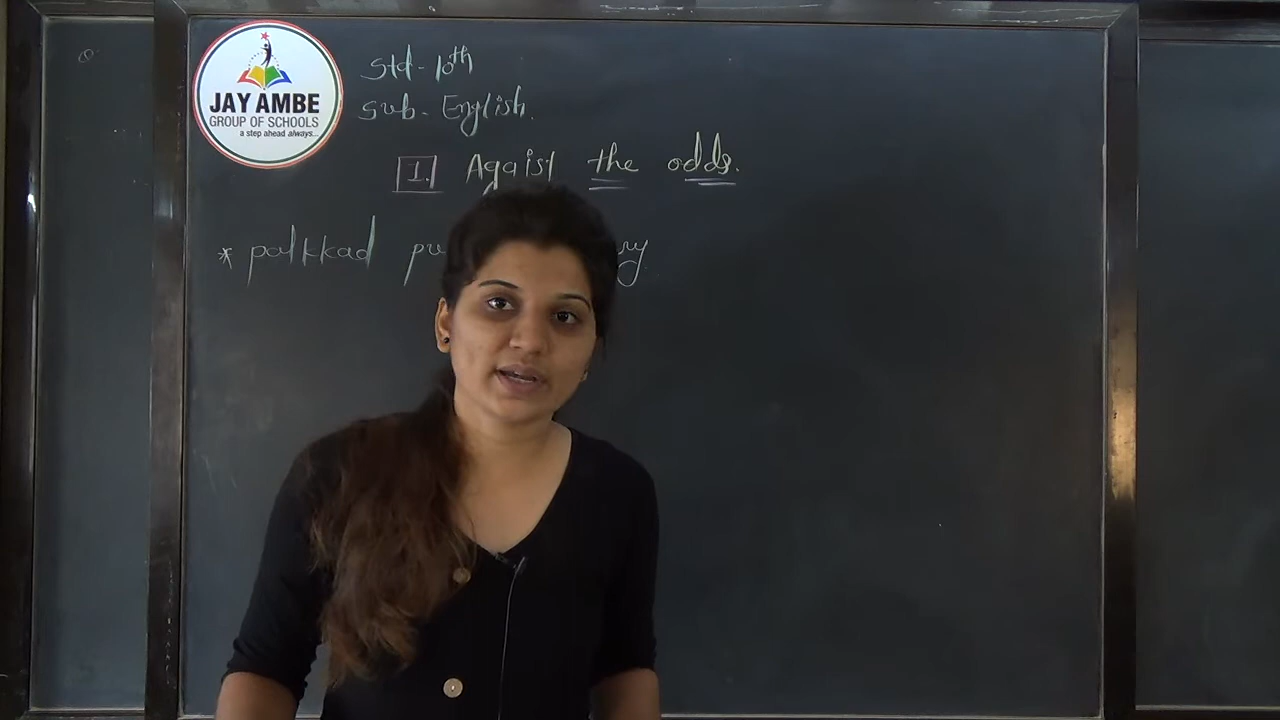 JAY AMBE
GROUP OF SCHOOLS
a step ahead always...
Std - 10th
Sub - English.
1. Agaist the odds.
* palkkad